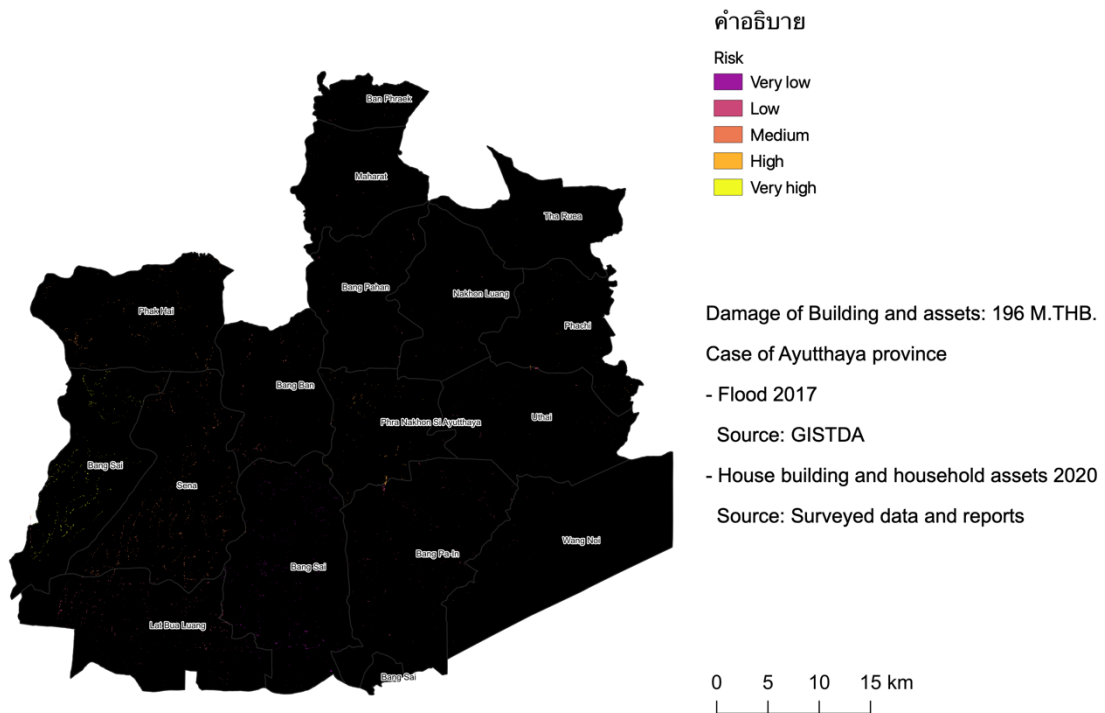 คำอธิบาย
Risk
Very low
Low
Medium
High
Very high
Ban Phraek
Maharat
Tha Ruea
Bang Pahan
Nakhon Luang
Phak Hai
Phachi
Bang Ban
Phra Nakhon Si Ayutthaya
Uthai
Bang Sai
Sena
Wang Noi
Bang Pa-In
Bang Sai
Lat Bua Luang
Bang Sai
Damage of Building and assets: 196 M.THB.
Case of Ayutthaya province
- Flood 2017
Source: GISTDA
- House building and household assets 2020
Source: Surveyed data and reports
0 5 10 15 km